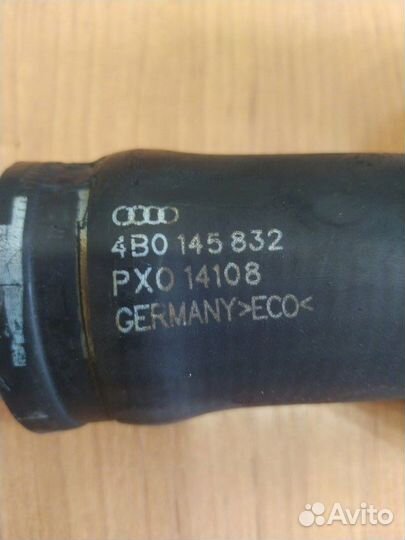 4B0 145 832
PX0 14108
GERMANY>ECO<
Avito